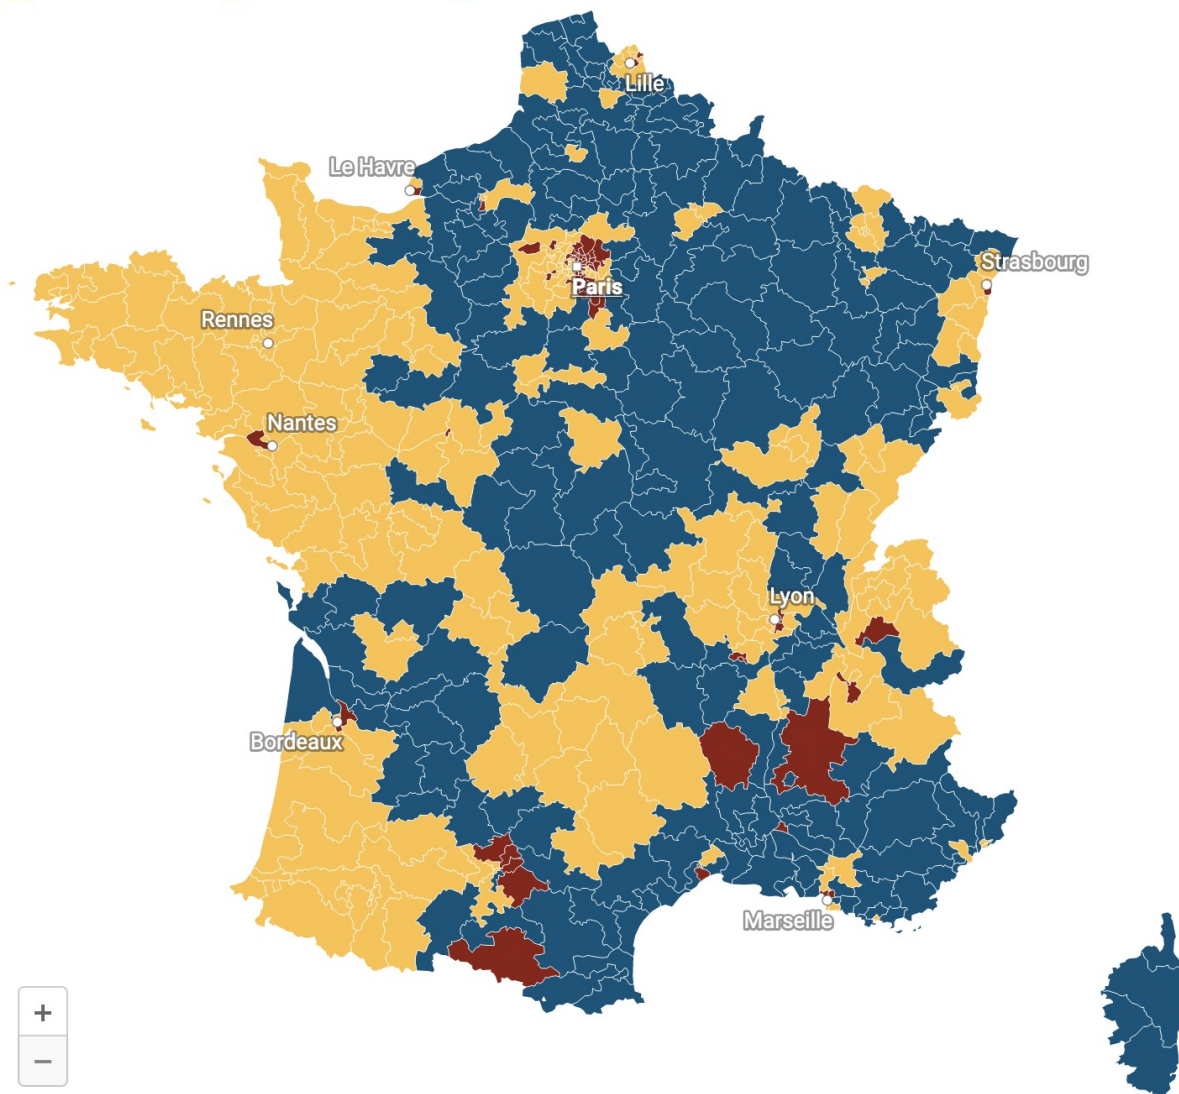 Lille
Le Havre
Strasbourg
Paris
Rennes
Nantes
Lyon
Bordeaux
Marseille
+
−